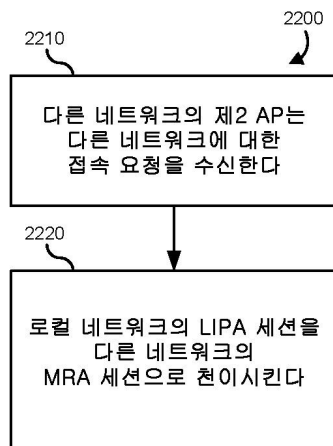 2200
2210
다른 네트워크의 제2 AP는
다른 네트워크에 대한
접속 요청을 수신한다
2220
로컬 네트워크의 LIPA 세션을
다른 네트워크의
MRA 세션으로 천이시킨다